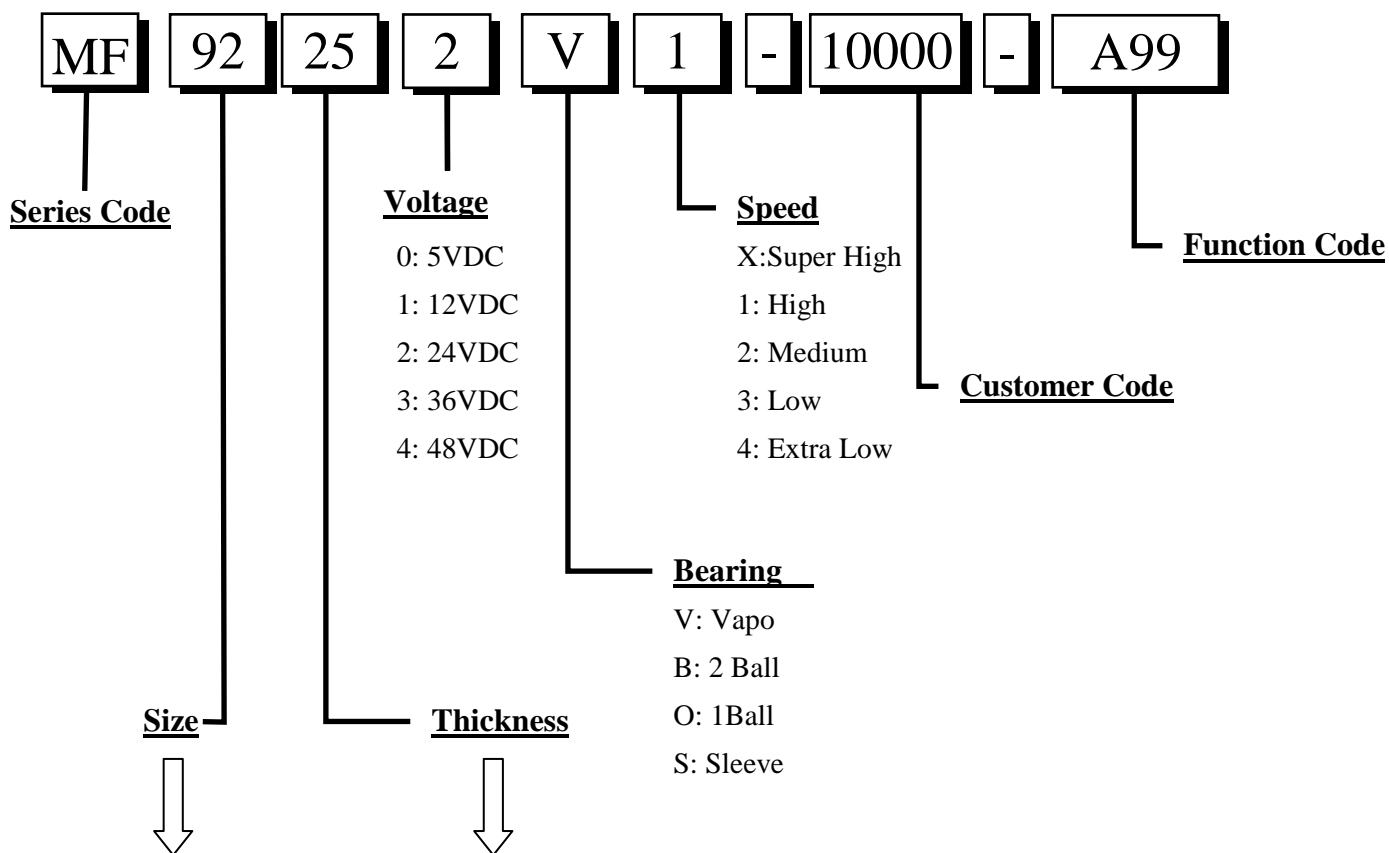 MF 92 25 2 V 1 - 10000 - A99
Series Code
Voltage
0: 5VDC
1: 12VDC
2: 24VDC
3: 36VDC
4: 48VDC
Speed
X:Super High
1: High
2: Medium
3: Low
4: Extra Low
Function Code
Customer Code
Bearing
V: Vapo
B: 2 Ball
O: 1Ball
S: Sleeve
Size
Thickness